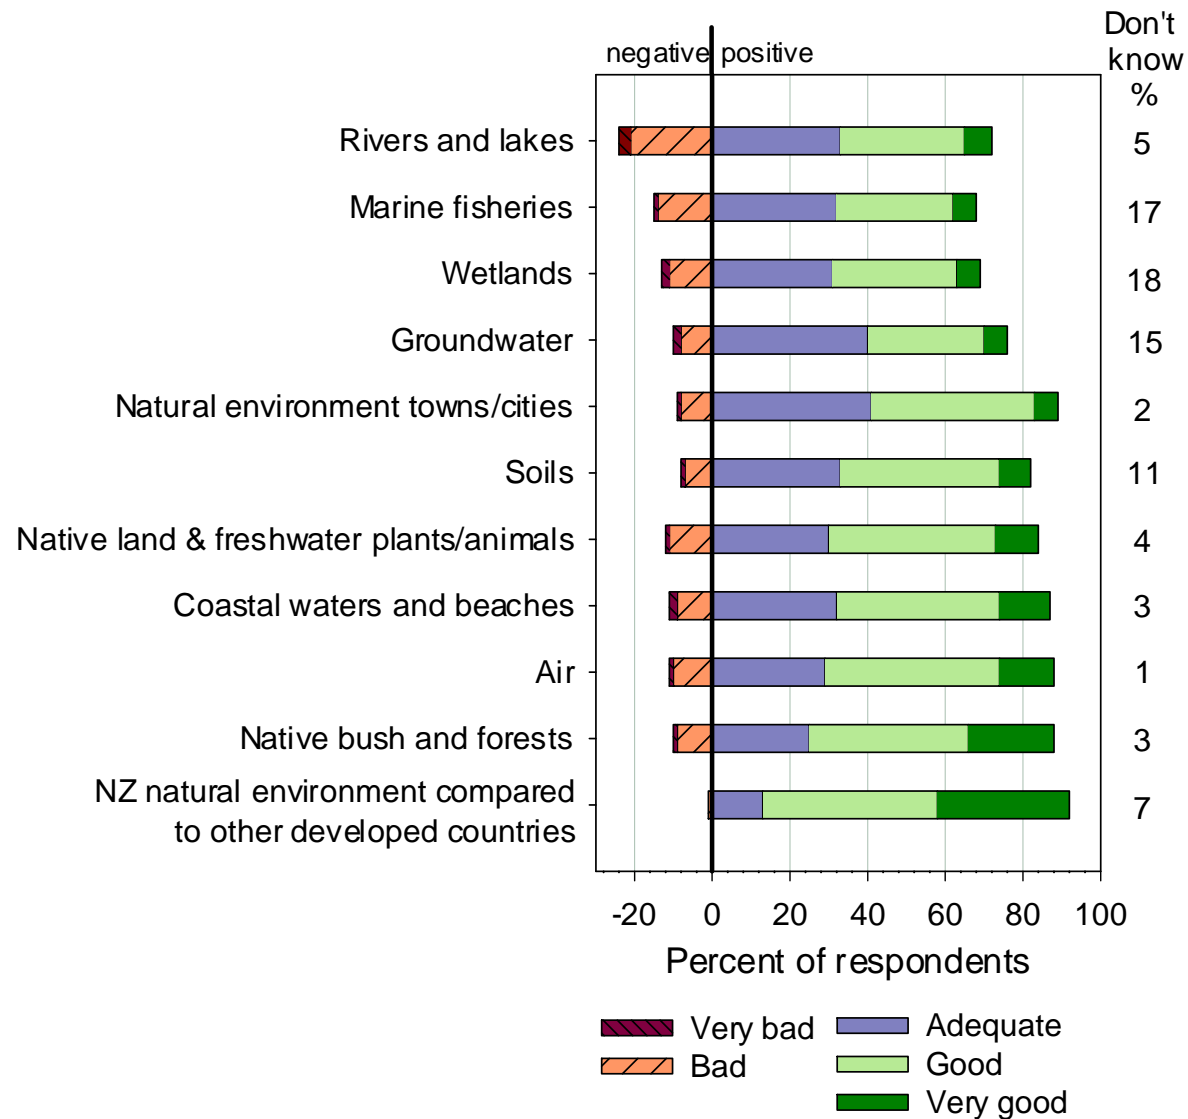 Don't
know
%
negative positive
Rivers and lakes 5
Marine fisheries 17
Wetlands 18
Groundwater 15
Natural environment towns/cities 2
Soils 11
Native land & freshwater plants/animals 4
Coastal waters and beaches 3
Air 1
Native bush and forests 3
NZ natural environment compared
to other developed countries 7
-20 0 20 40 60 80 100
Percent of respondents
Very bad Adequate
Bad Good
Very good